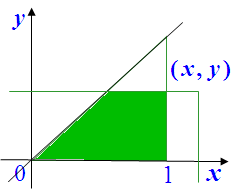 y
(x, y)
0 1 x